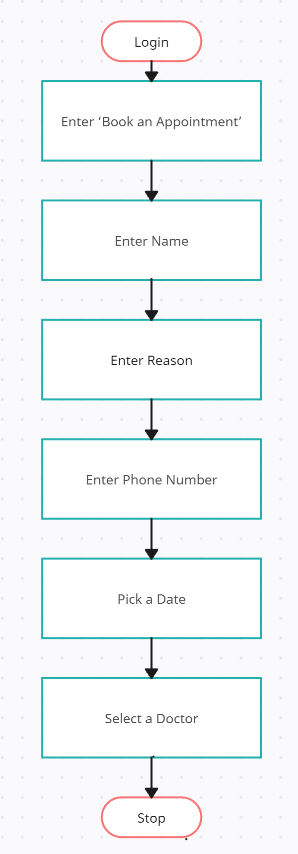 Login
Enter ‘Book an Appointment’
Enter Name
Enter Reason
Enter Phone Number
Pick a Date
Select a Doctor
Stop